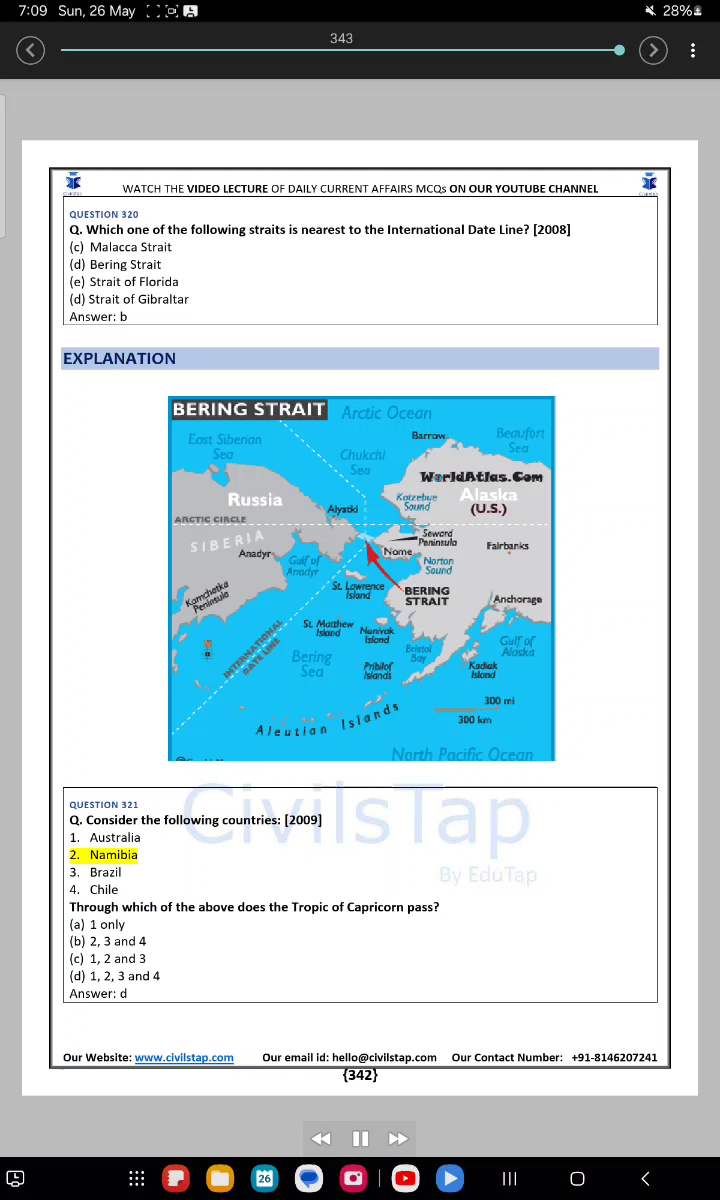 7:09 Sun, 26 May
28%
343
WATCH THE VIDEO LECTURE OF DAILY CURRENT AFFAIRS MCQs ON OUR YOUTUBE CHANNEL
QUESTION 320
Q. Which one of the following straits is nearest to the International Date Line? [2008]
(c) Malacca Strait
(d) Bering Strait
(e) Strait of Florida
(d) Strait of Gibraltar
Answer: b
EXPLANATION
BERING STRAIT
Arctic Ocean
Barrow
Beaufort
Sea
East Siberian
Sea
Chukchi
Sea
WorldAtlas.Com
Russia
Kotzebue
Sound
Alaska
(U.S.)
Alyatki
ARCTIC CIRCLE
SIBERIA
Seward
Peninsula
Anadyr
Nome
Fairbanks
Gulf of
Anadyr
Norton
Sound
St. Lawrence
Island
BERING
STRAIT
Kamchatka
Peninsula
Anchorage
St. Matthew
Island
Nunivak
Island
INTERNATIONAL
DATE LINE
Bristol
Bay
Gulf of
Alaska
Bering
Sea
Pribilof
Islands
Kodiak
Island
300 mi
300 km
Aleutian Islands
North Pacific Ocean
CivilsTap
By EduTap
QUESTION 321
Q. Consider the following countries: [2009]
1. Australia
2. Namibia
3. Brazil
4. Chile
Through which of the above does the Tropic of Capricorn pass?
(a) 1 only
(b) 2, 3 and 4
(c) 1, 2 and 3
(d) 1, 2, 3 and 4
Answer: d
Our Website: www.civilstap.com Our email id: hello@civilstap.com Our Contact Number: +91-8146207241
{342}
26